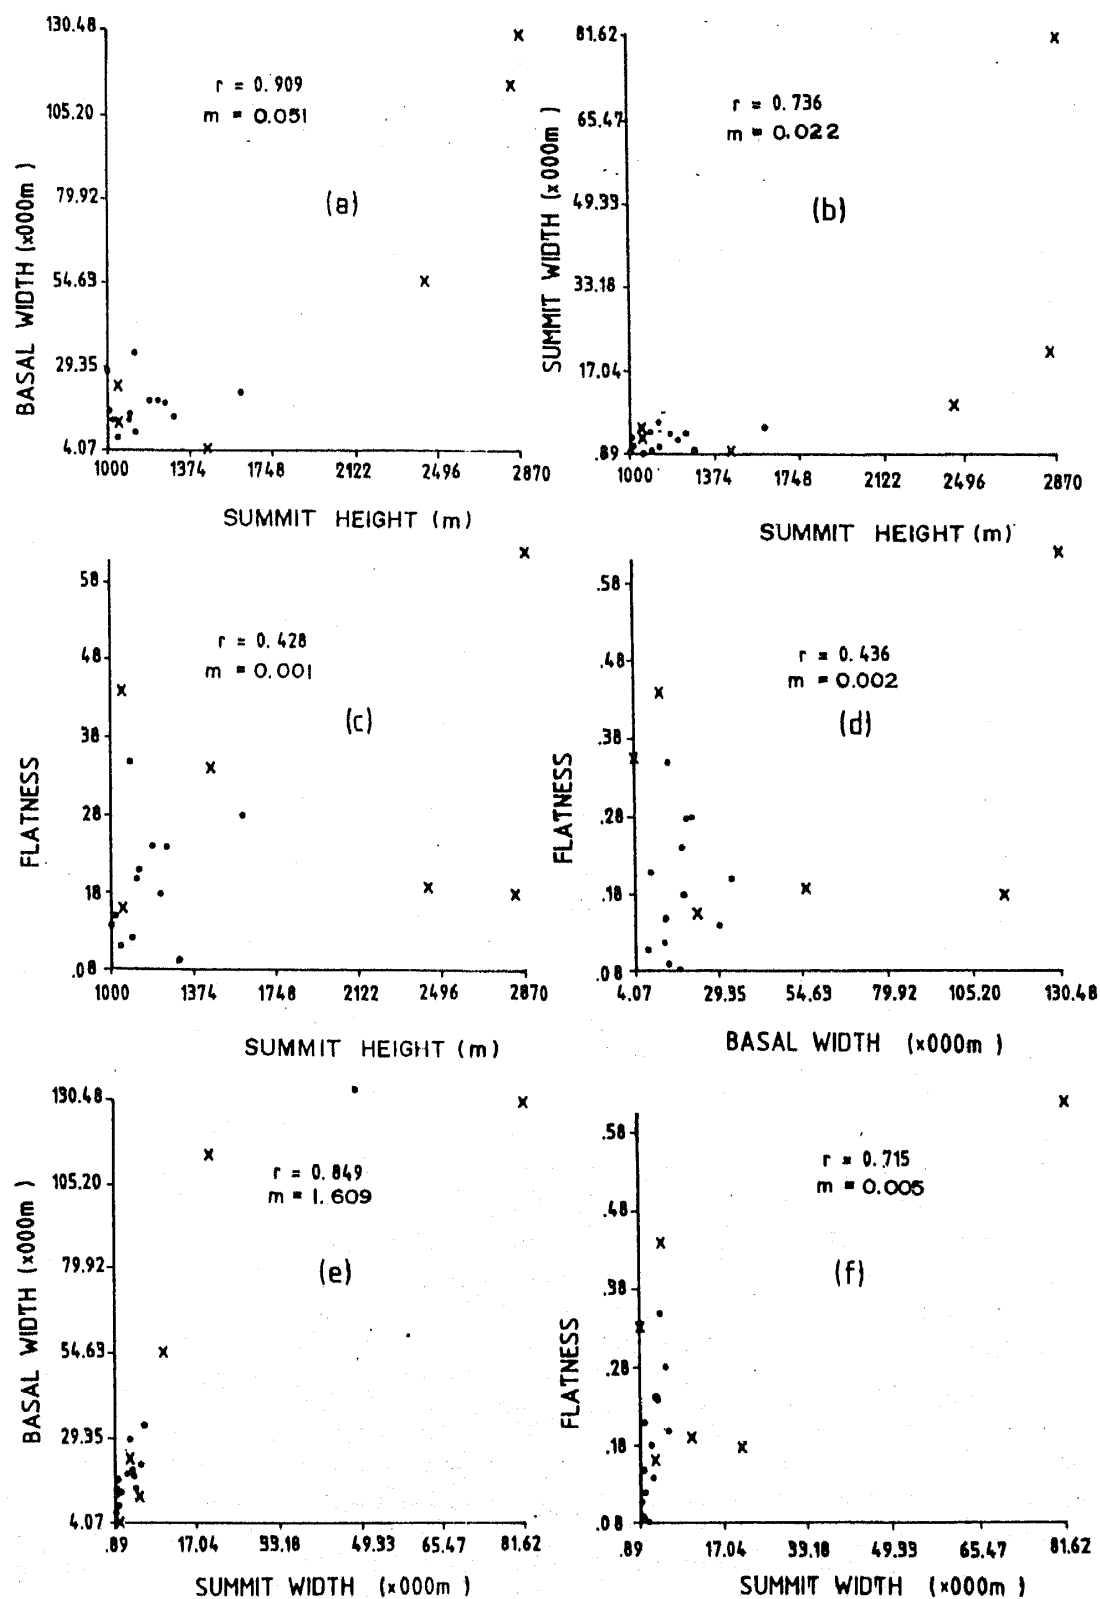 130.48
105.20
79.92
54.63
29.35
4.07
BASAL WIDTH (x000m )
r = 0.909
m = 0.051
(a)
1000 1374 1748 2122 2496 2870
SUMMIT HEIGHT (m)
81.62
65.47
49.33
33.18
17.04
.89
SUMMIT WIDTH (x000m )
r = 0.736
m = 0.022
(b)
1000 1374 1748 2122 2496 2870
SUMMIT HEIGHT (m)
58
48
38
28
18
.08
FLATNESS
r = 0.428
m = 0.001
(c)
1000 1374 1748 2122 2496 2870
SUMMIT HEIGHT (m)
.58
.48
.38
.28
.18
.08
FLATNESS
r = 0.436
m = 0.002
(d)
4.07 29.35 54.63 79.92 105.20 130.48
BASAL WIDTH (x000m )
130.48
105.20
79.92
54.63
29.35
4.07
BASAL WIDTH (x000m )
r = 0.849
m = 1.609
(e)
.89 17.04 33.18 49.33 65.47 81.62
SUMMIT WIDTH (x000m )
.58
.48
.38
.28
.18
.08
FLATNESS
r = 0.715
m = 0.005
(f)
.89 17.04 33.18 49.33 65.47 81.62
SUMMIT WIDTH (x000m )